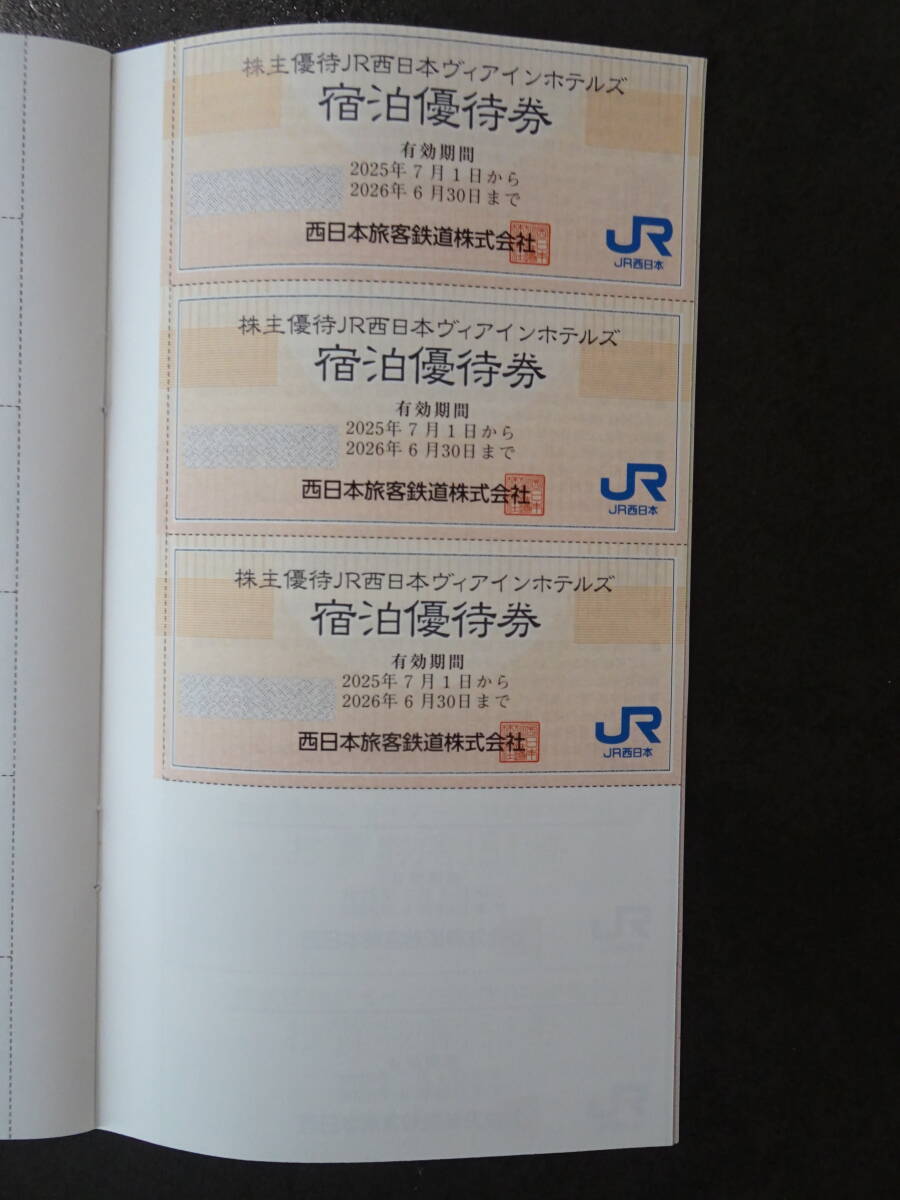 株主優待JR西日本ヴィアインホテルズ
宿泊優待券
有効期間
2025年7月1日から
2026年6月30日まで
西日本旅客鉄道株式会社
JR
JR西日本
株主優待JR西日本ヴィアインホテルズ
宿泊優待券
有効期間
2025年7月1日から
2026年6月30日まで
西日本旅客鉄道株式会社
JR
JR西日本
株主優待JR西日本ヴィアインホテルズ
宿泊優待券
有効期間
2025年7月1日から
2026年6月30日まで
西日本旅客鉄道株式会社
JR
JR西日本